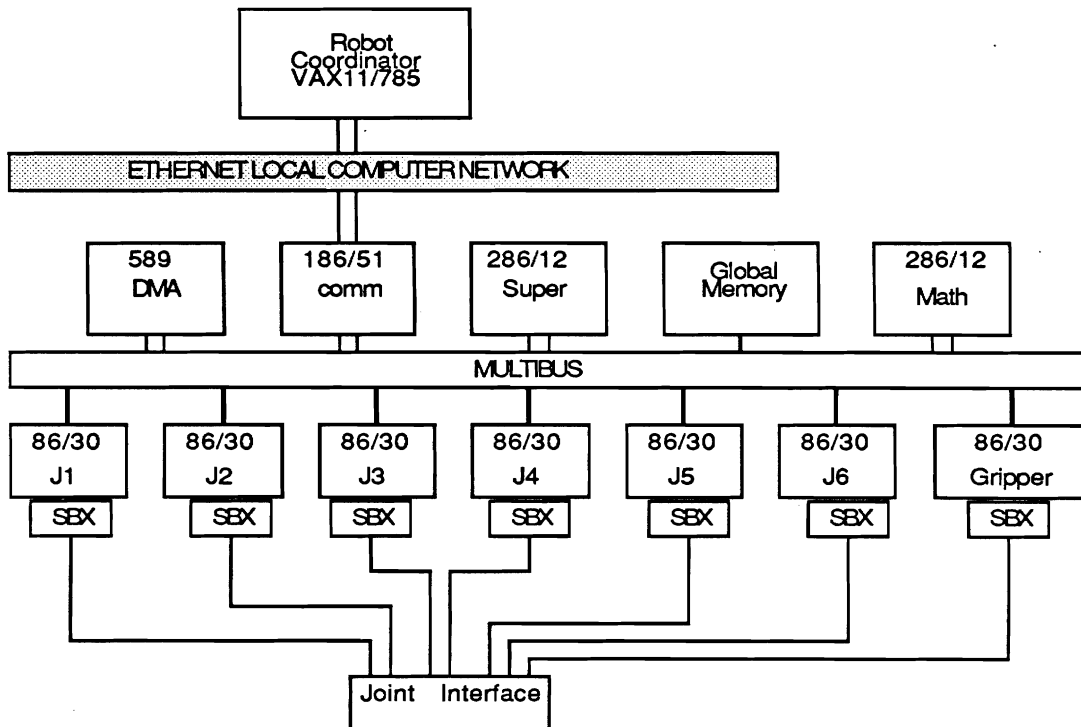 Robot
Coordinator
VAX11/785
ETHERNET LOCAL COMPUTER NETWORK
589
DMA
186/51
comm
286/12
Super
Global
Memory
286/12
Math
MULTIBUS
86/30
J1
86/30
J2
86/30
J3
86/30
J4
86/30
J5
86/30
J6
86/30
Gripper
SBX
SBX
SBX
SBX
SBX
SBX
SBX
Joint Interface